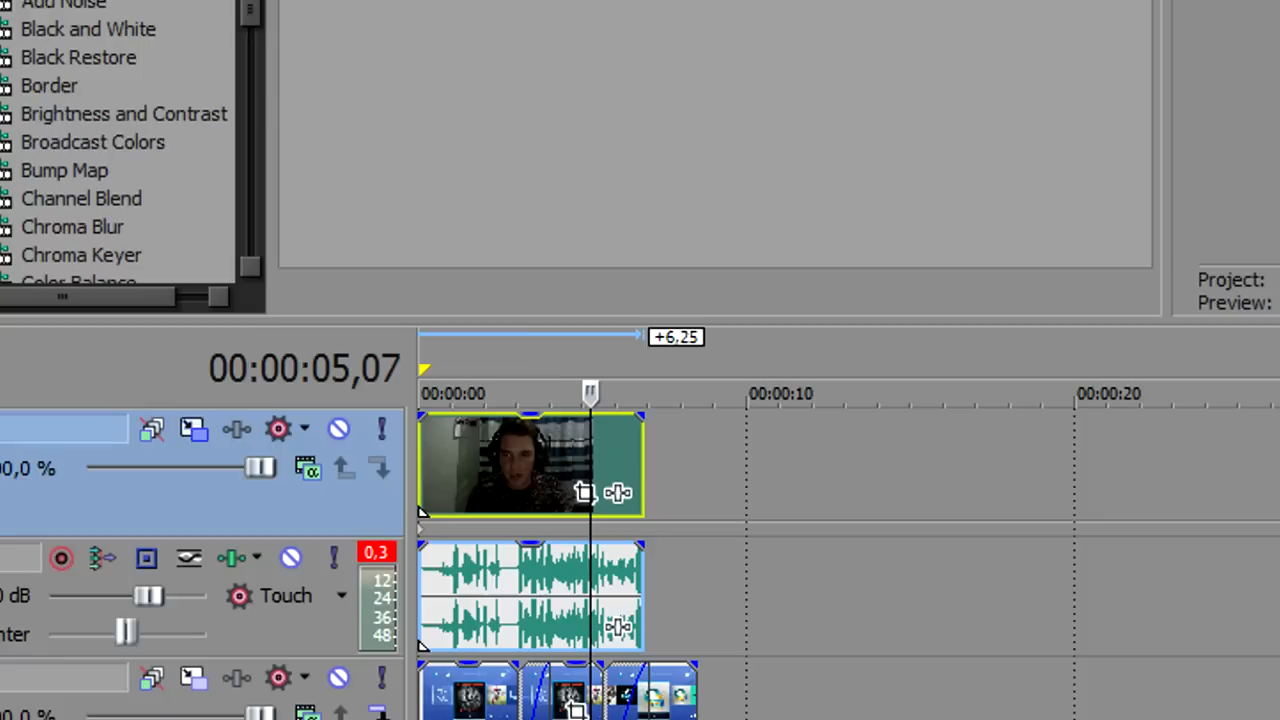 Add Noise
Black and White
Black Restore
Border
Brightness and Contrast
Broadcast Colors
Bump Map
Channel Blend
Chroma Blur
Chroma Keyer
Color Balance
Project:
Preview:
+6,25
00:00:05,07
00:00:00
00:00:10
00:00:20
00,0 %
0,3
12
24
36
48
dB
Touch
nter
00,0 %